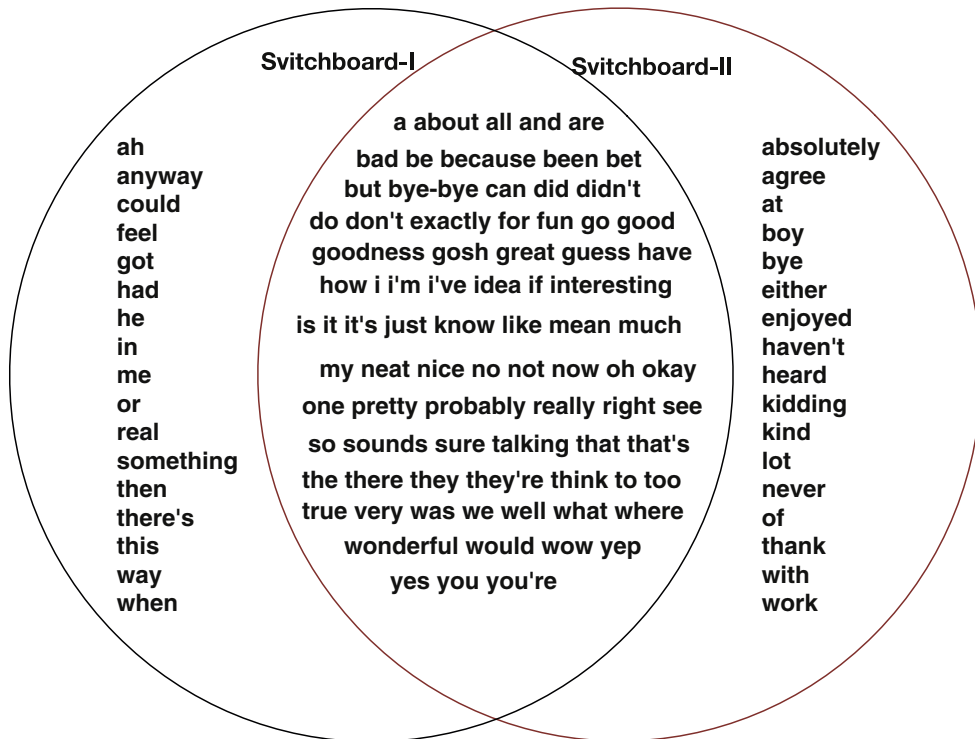 Svitchboard-I
Svitchboard-II
ah
anyway
could
feel
got
had
he
in
me
or
real
something
then
there's
this
way
when
a about all and are
bad be because been bet
but bye-bye can did didn't
do don't exactly for fun go good
goodness gosh great guess have
how i i'm i've idea if interesting
is it it's just know like mean much
my neat nice no not now oh okay
one pretty probably really right see
so sounds sure talking that that's
the there they they're think to too
true very was we well what where
wonderful would wow yep
yes you you're
absolutely
agree
at
boy
bye
either
enjoyed
haven't
heard
kidding
kind
lot
never
of
thank
with
work